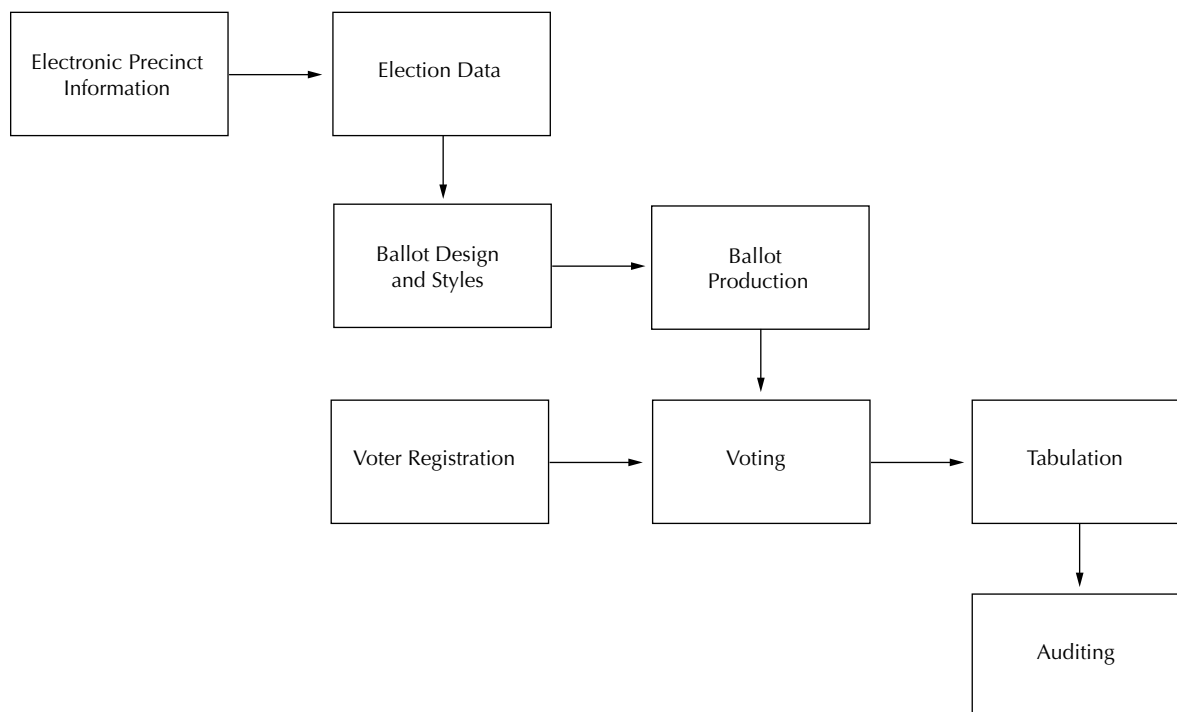 Electronic Precinct
Information
Election Data
Ballot Design
and Styles
Ballot
Production
Voter Registration
Voting
Tabulation
Auditing